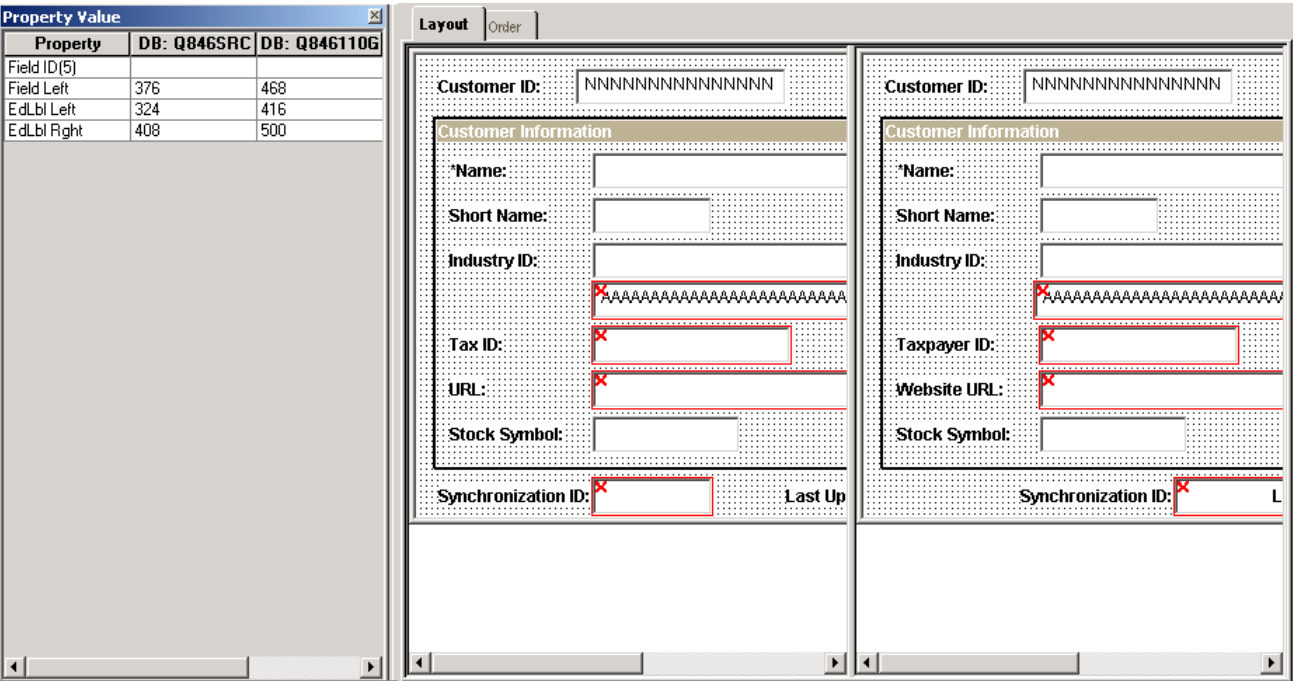 Property Value
Property DB: Q846SRC DB: Q846110G
Field ID(5)
Field Left 376 468
EdLbl Left 324 416
EdLbl Rght 408 500
Layout Order
Customer ID: NNNNNNNNNNNNNNN
Customer Information
*Name:
Short Name:
Industry ID:
Tax ID:
URL:
Stock Symbol:
Synchronization ID: Last Up
Customer ID: NNNNNNNNNNNNNNN
Customer Information
*Name:
Short Name:
Industry ID:
Taxpayer ID:
Website URL:
Stock Symbol:
Synchronization ID: L